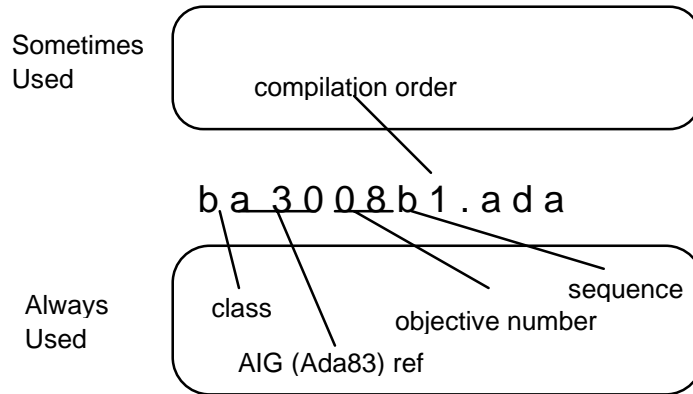 Sometimes
Used
compilation order
b a 3 0 0 8 b 1 . a d a
Always
Used
class
sequence
objective number
AIG (Ada83) ref